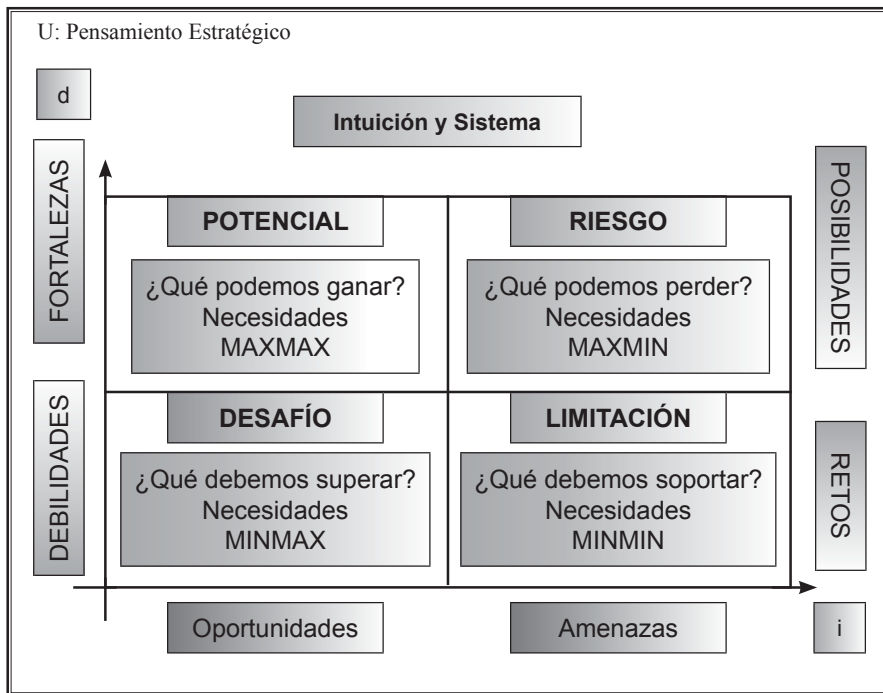 U: Pensamiento Estratégico
d
Intuición y Sistema
FORTALEZAS
POSIBILIDADES
POTENCIAL
RIESGO
¿Qué podemos ganar?
Necesidades
MAXMAX
¿Qué podemos perder?
Necesidades
MAXMIN
DEBILIDADES
RETOS
DESAFÍO
LIMITACIÓN
¿Qué debemos superar?
Necesidades
MINMAX
¿Qué debemos soportar?
Necesidades
MINMIN
Oportunidades
Amenazas
i